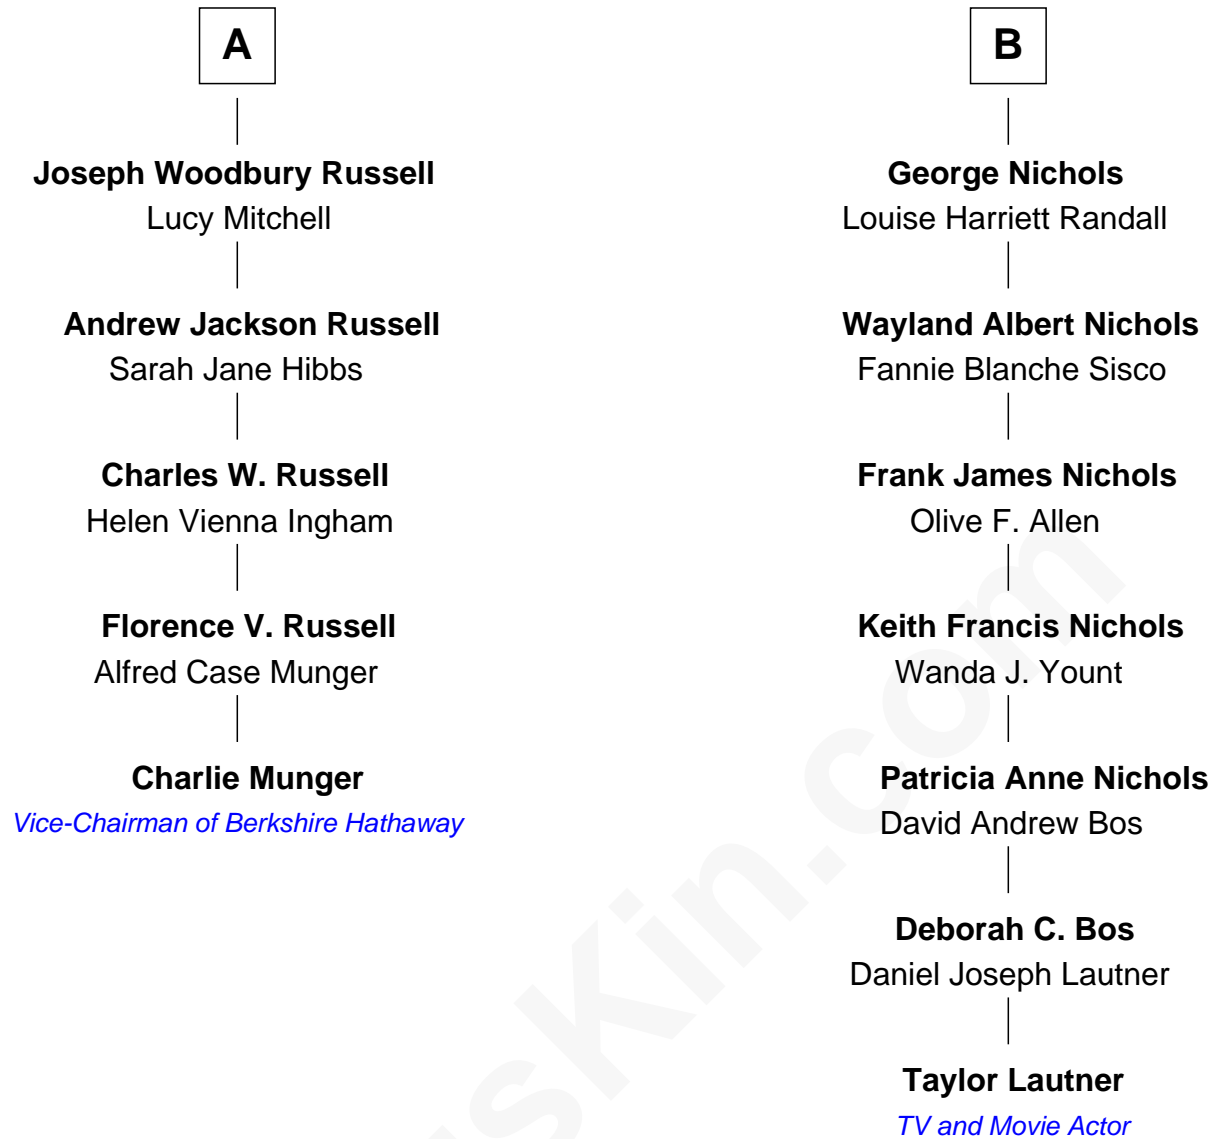 A
Joseph Woodbury Russell
Lucy Mitchell
Andrew Jackson Russell
Sarah Jane Hibbs
Charles W. Russell
Helen Vienna Ingham
Florence V. Russell
Alfred Case Munger
Charlie Munger
Vice-Chairman of Berkshire Hathaway
B
George Nichols
Louise Harriett Randall
Wayland Albert Nichols
Fannie Blanche Sisco
Frank James Nichols
Olive F. Allen
Keith Francis Nichols
Wanda J. Yount
Patricia Anne Nichols
David Andrew Bos
Deborah C. Bos
Daniel Joseph Lautner
Taylor Lautner
TV and Movie Actor